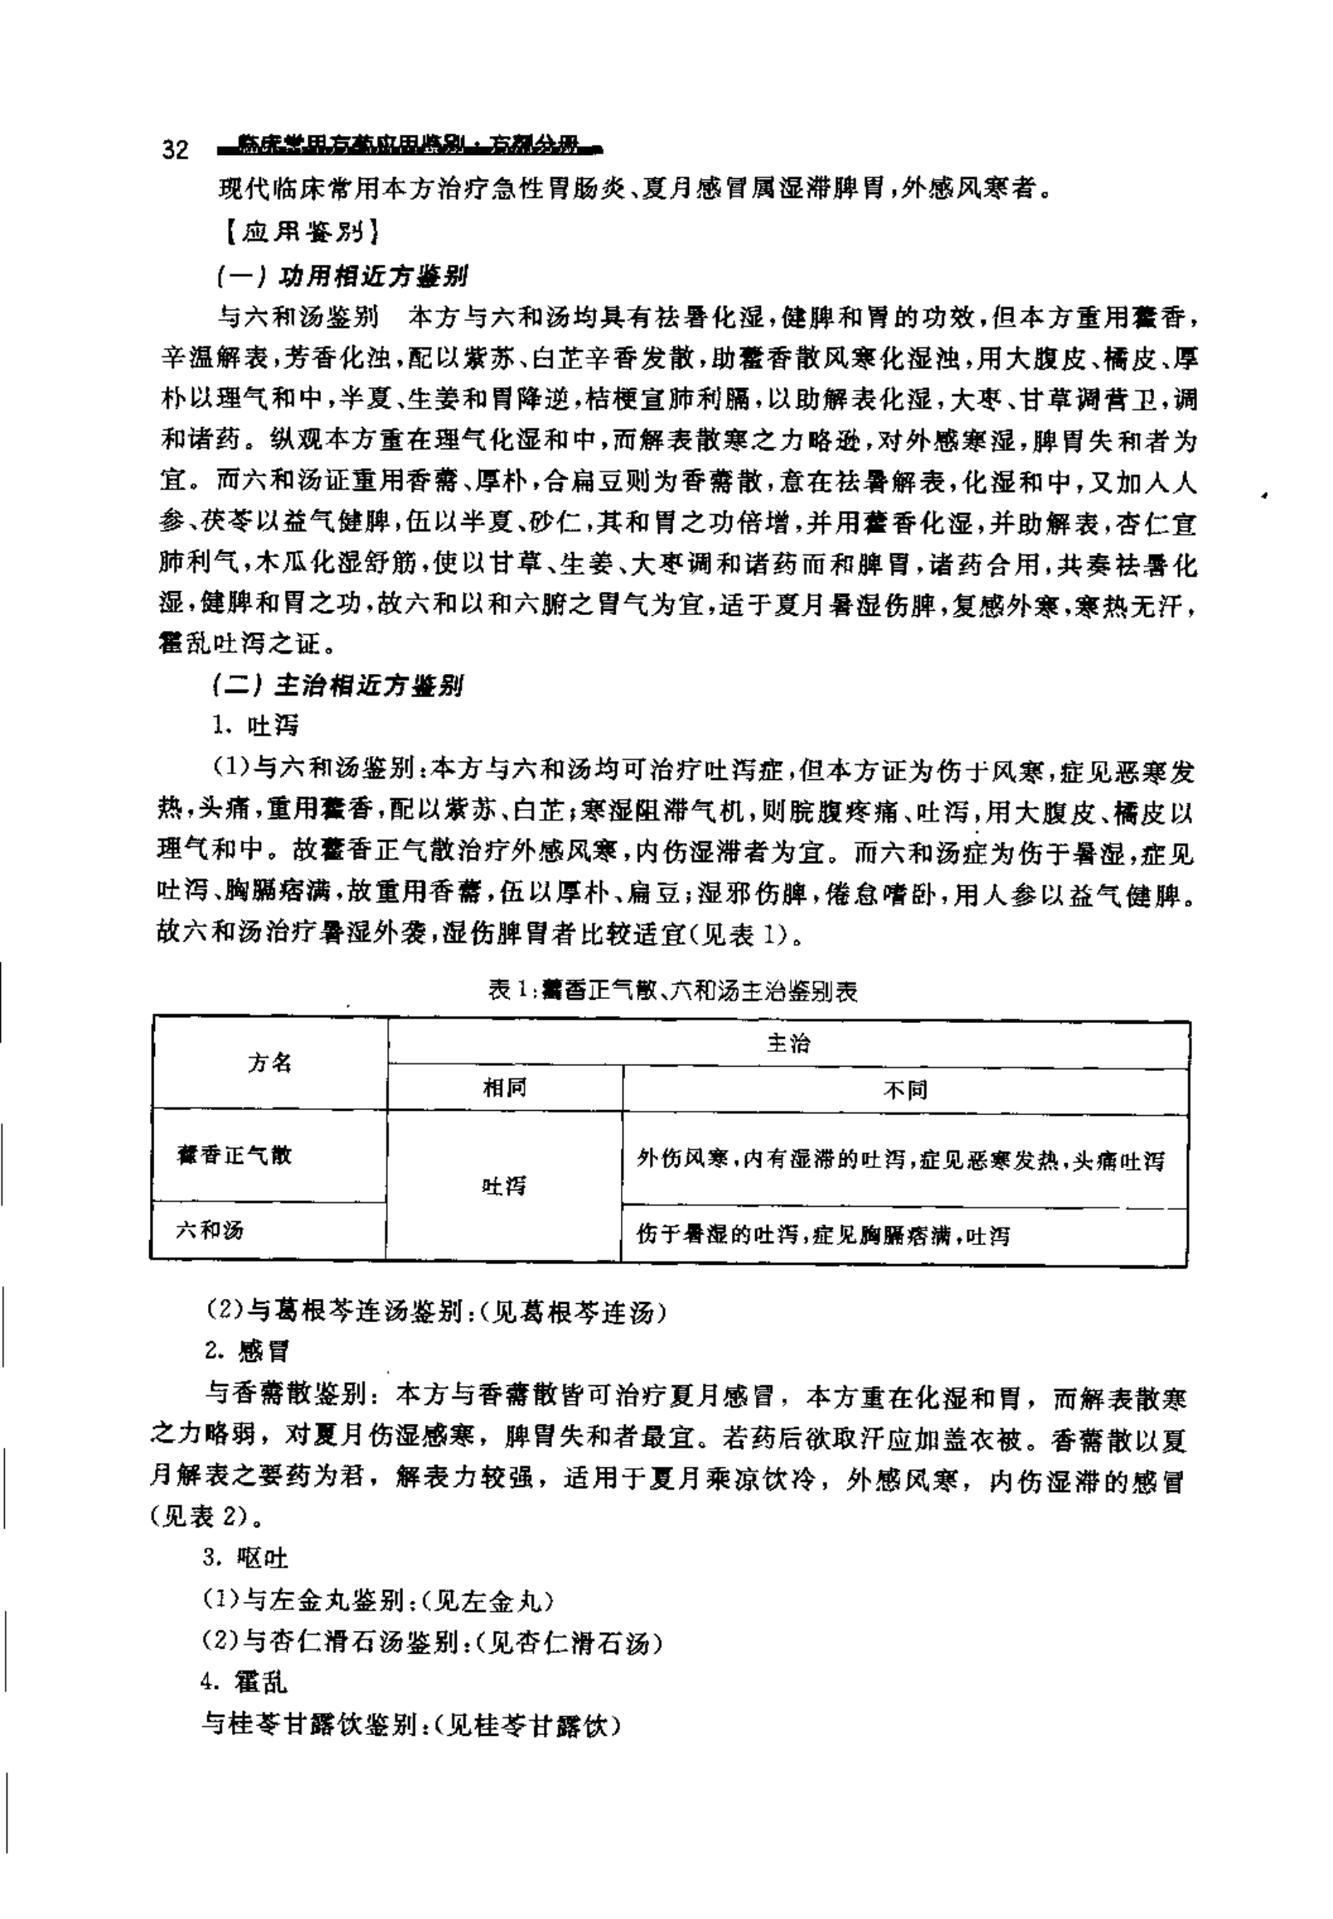 32 临床常用方药应用鉴别·方剂分册
现代临床常用本方治疗急性胃肠炎、夏月感冒属湿滞脾胃,外感风寒者。
【应用鉴别】
(一)功用相近方鉴别
与六和汤鉴别 本方与六和汤均具有祛暑化湿,健脾和胃的功效,但本方重用藿香,
辛温解表,芳香化浊,配以紫苏、白芷辛香发散,助藿香散风寒化湿浊,用大腹皮、橘皮、厚
朴以理气和中,半夏、生姜和胃降逆,桔梗宣肺利膈,以助解表化湿,大枣、甘草调营卫,调
和诸药。纵观本方重在理气化湿和中,而解表散寒之力略逊,对外感寒湿,脾胃失和者为
宜。而六和汤证重用香薷、厚朴,合扁豆则为香薷散,意在祛暑解表,化湿和中,又加入人
参、茯苓以益气健脾,伍以半夏、砂仁,其和胃之功倍增,并用藿香化湿,并助解表,杏仁宣
肺利气,木瓜化湿舒筋,使以甘草、生姜、大枣调和诸药而和脾胃,诸药合用,共奏祛暑化
湿,健脾和胃之功,故六和以和六腑之胃气为宜,适于夏月暑湿伤脾,复感外寒,寒热无汗,
霍乱吐泻之证。
(二)主治相近方鉴别
1. 吐泻
(1)与六和汤鉴别:本方与六和汤均可治疗吐泻症,但本方证为伤于风寒,症见恶寒发
热,头痛,重用藿香,配以紫苏、白芷;寒湿阻滞气机,则脘腹疼痛、吐泻,用大腹皮、橘皮以
理气和中。故藿香正气散治疗外感风寒,内伤湿滞者为宜。而六和汤症为伤于暑湿,症见
吐泻、胸膈痞满,故重用香薷,伍以厚朴、扁豆;湿邪伤脾,倦怠嗜卧,用人参以益气健脾。
故六和汤治疗暑湿外袭,湿伤脾胃者比较适宜(见表1)。
表1:藿香正气散、六和汤主治鉴别表
方名 主治
相同 不同
藿香正气散 吐泻 外伤风寒,内有湿滞的吐泻,症见恶寒发热,头痛吐泻
六和汤 伤于暑湿的吐泻,症见胸膈痞满,吐泻
(2)与葛根芩连汤鉴别:(见葛根芩连汤)
2. 感冒
与香薷散鉴别：本方与香薷散皆可治疗夏月感冒，本方重在化湿和胃，而解表散寒
之力略弱，对夏月伤湿感寒，脾胃失和者最宜。若药后欲取汗应加盖衣被。香薷散以夏
月解表之要药为君，解表力较强，适用于夏月乘凉饮冷，外感风寒，内伤湿滞的感冒
(见表2)。
3. 呕吐
(1)与左金丸鉴别:(见左金丸)
(2)与杏仁滑石汤鉴别:(见杏仁滑石汤)
4. 霍乱
与桂苓甘露饮鉴别:(见桂苓甘露饮)